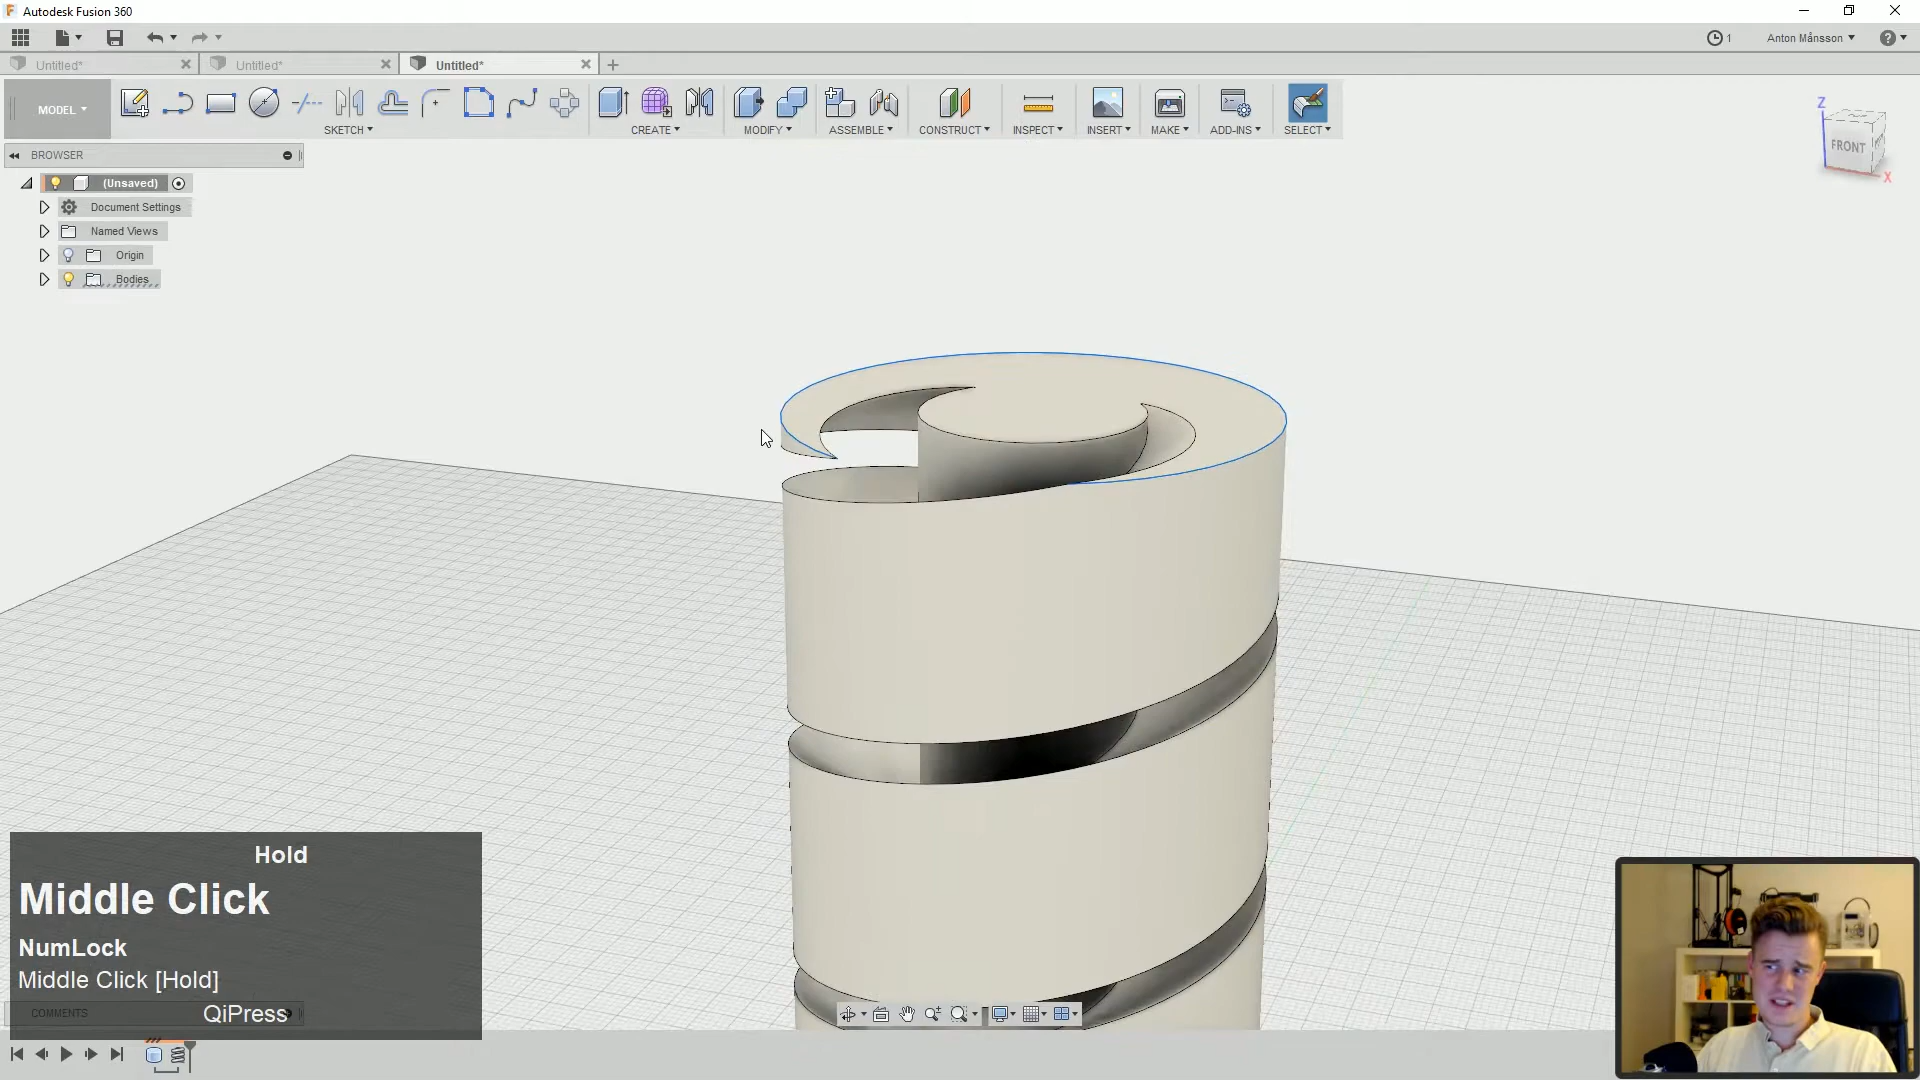 Autodesk Fusion 360
1
Anton Månsson
?
Untitled*
Untitled*
Untitled*
MODEL
SKETCH
CREATE
MODIFY
ASSEMBLE
CONSTRUCT
INSPECT
INSERT
MAKE
ADD-INS
SELECT
BROWSER
(Unsaved)
Document Settings
Named Views
Origin
Bodies
Z
FRONT
X
Hold
Middle Click
NumLock
Middle Click [Hold]
QiPress
COMMENTS